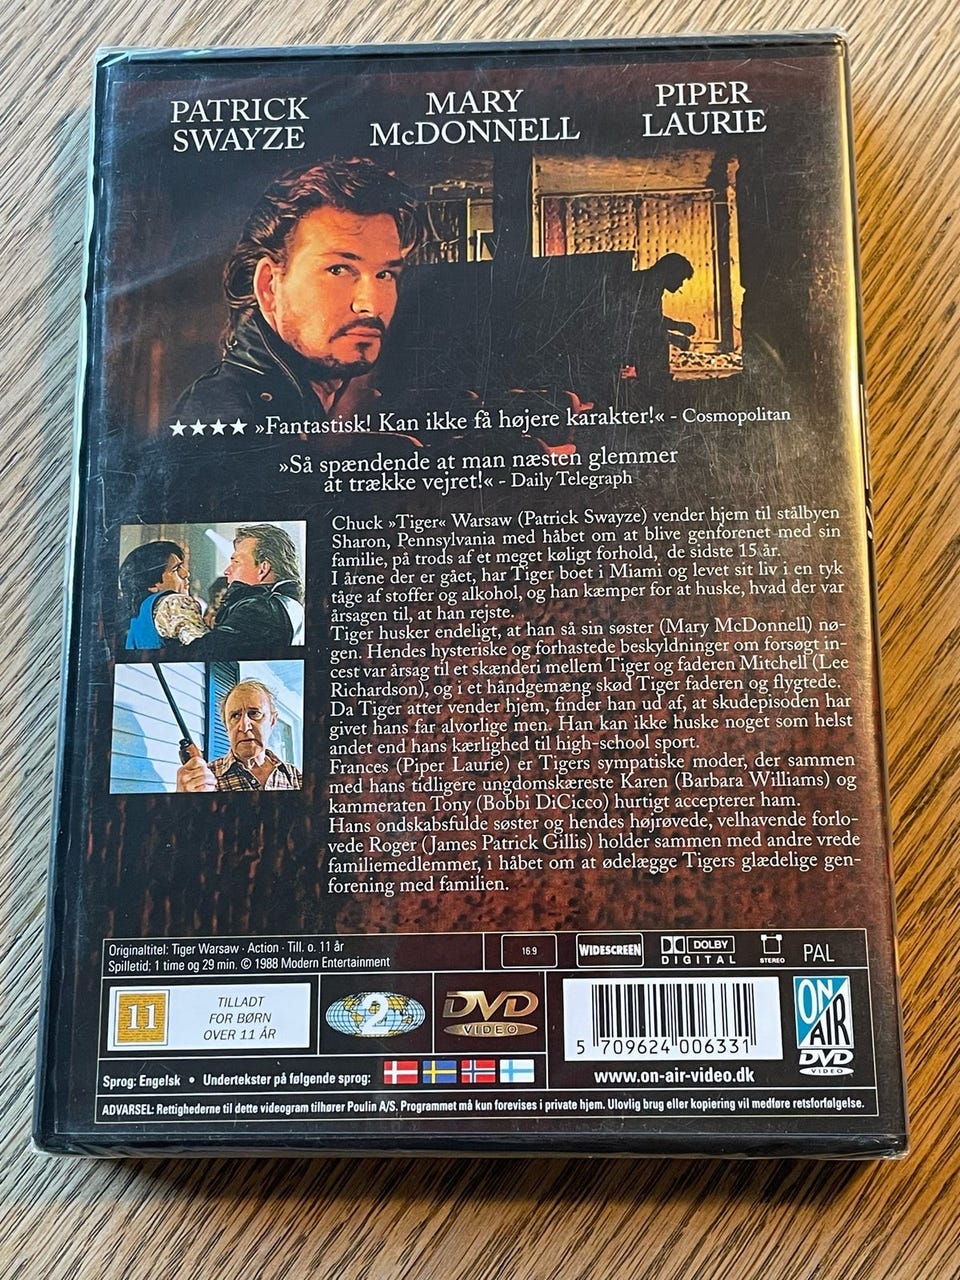 PATRICK SWAYZE
MARY McDONNELL
PIPER LAURIE
★★★★ »Fantastisk! Kan ikke få højere karakter!« - Cosmopolitan
»Så spændende at man næsten glemmer
at trække vejret!« - Daily Telegraph
Chuck »Tiger« Warsaw (Patrick Swayze) vender hjem til stålbyen
Sharon, Pennsylvania med håbet om at blive genforenet med sin
familie, på trods af et meget køligt forhold, de sidste 15 år.
I årene der er gået, har Tiger boet i Miami og levet sit liv i en tyk
tåge af stoffer og alkohol, og han kæmper for at huske, hvad der var
årsagen til, at han rejste.
Tiger husker endeligt, at han så sin søster (Mary McDonnell) nø-
gen. Hendes hysteriske og forhastede beskyldninger om forsøgt in-
cest var årsag til et skænderi mellem Tiger og faderen Mitchell (Lee
Richardson), og i et håndgemæng skød Tiger faderen og flygtede.
Da Tiger atter vender hjem, finder han ud af, at skudepisoden har
givet hans far alvorlige men. Han kan ikke huske noget som helst
andet end hans kærlighed til high-school sport.
Frances (Piper Laurie) er Tigers sympatiske moder, der sammen
med hans tidligere ungdomskæreste Karen (Barbara Williams) og
kammeraten Tony (Bobbi DiCicco) hurtigt accepterer ham.
Hans ondskabsfulde søster og hendes højrøvede, velhavende forlo-
vede Roger (James Patrick Gillis) holder sammen med andre vrede
familiemedlemmer, i håbet om at ødelægge Tigers glædelige gen-
forening med familien.
Originaltitel: Tiger Warsaw · Action · Till. o. 11 år
Spilletid: 1 time og 29 min. © 1988 Modern Entertainment
16:9
WIDESCREEN
DOLBY
DIGITAL
STEREO
PAL
11
TILLADT
FOR BØRN
OVER 11 ÅR
2
DVD
VIDEO
5 709624 006331
ON AIR
DVD
VIDEO
Sprog: Engelsk • Undertekster på følgende sprog:
www.on-air-video.dk
ADVARSEL: Rettighederne til dette videogram tilhører Poulin A/S. Programmet må kun forevises i private hjem. Ulovlig brug eller kopiering vil medføre retsforfølgelse.